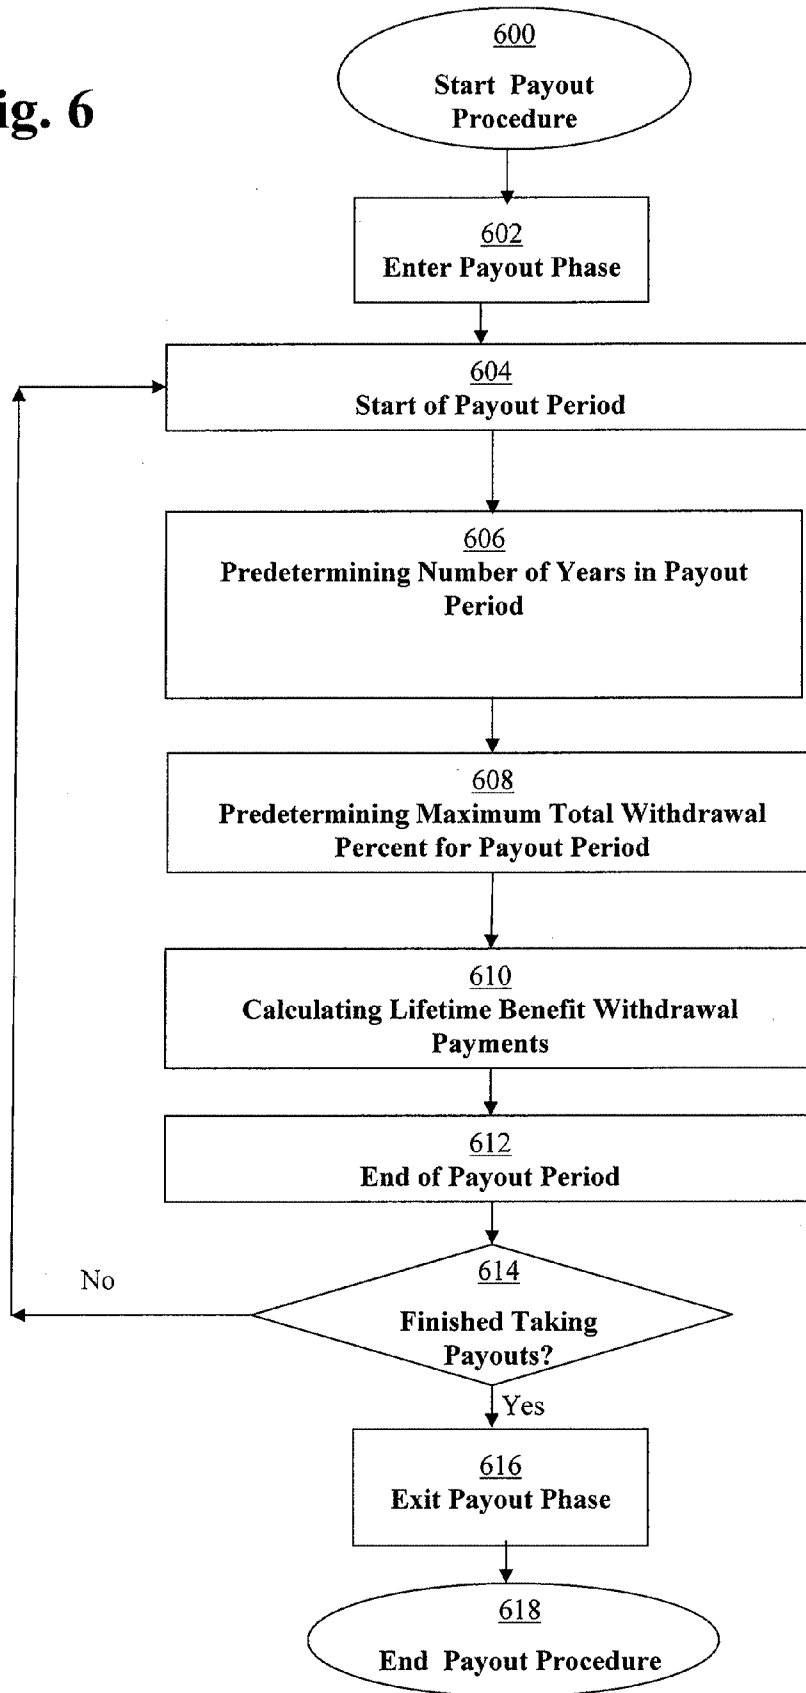 ig. 6
600
Start Payout
Procedure
602
Enter Payout Phase
604
Start of Payout Period
606
Predetermining Number of Years in Payout
Period
608
Predetermining Maximum Total Withdrawal
Percent for Payout Period
610
Calculating Lifetime Benefit Withdrawal
Payments
612
End of Payout Period
614
Finished Taking
Payouts?
No
Yes
616
Exit Payout Phase
618
End Payout Procedure